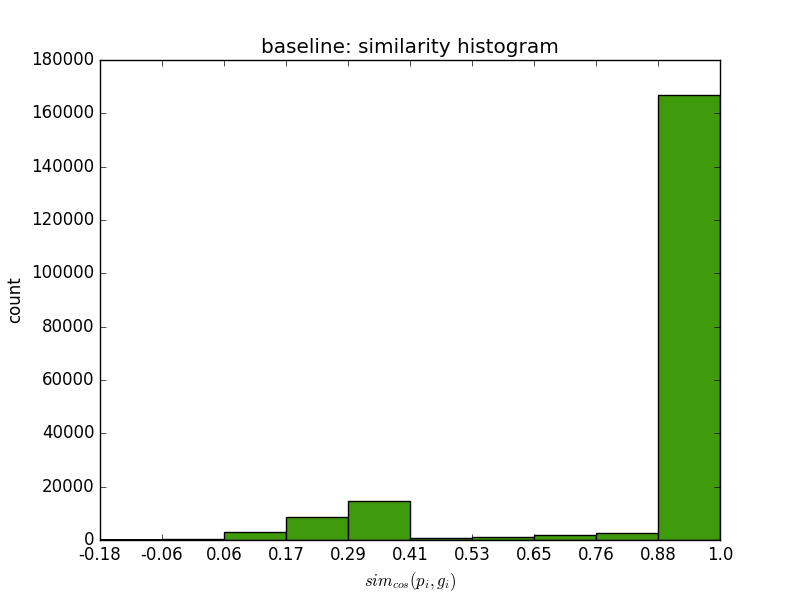 baseline: similarity histogram
180000
160000
140000
120000
100000
80000
60000
40000
20000
0
count
-0.18 -0.06 0.06 0.17 0.29 0.41 0.53 0.65 0.76 0.88 1.0
sim_cos(p_i, g_i)